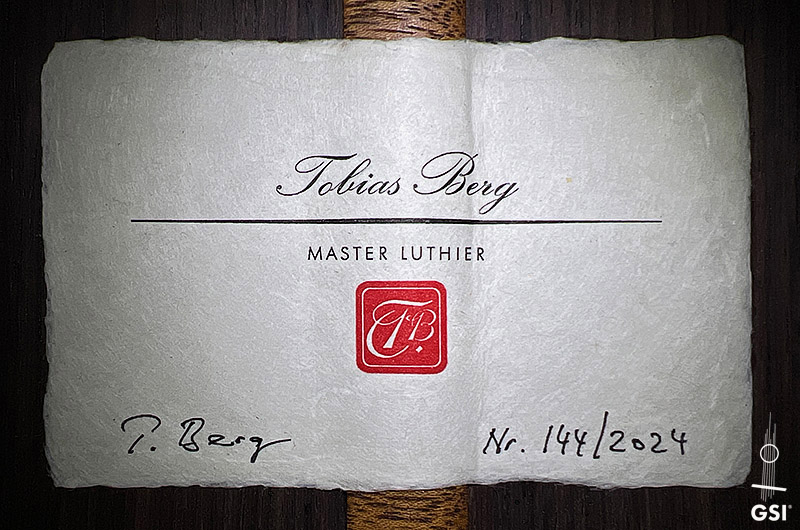 Tobias Berg
MASTER LUTHIER
TB
T. Berg
Nr. 144/2024
GSI®